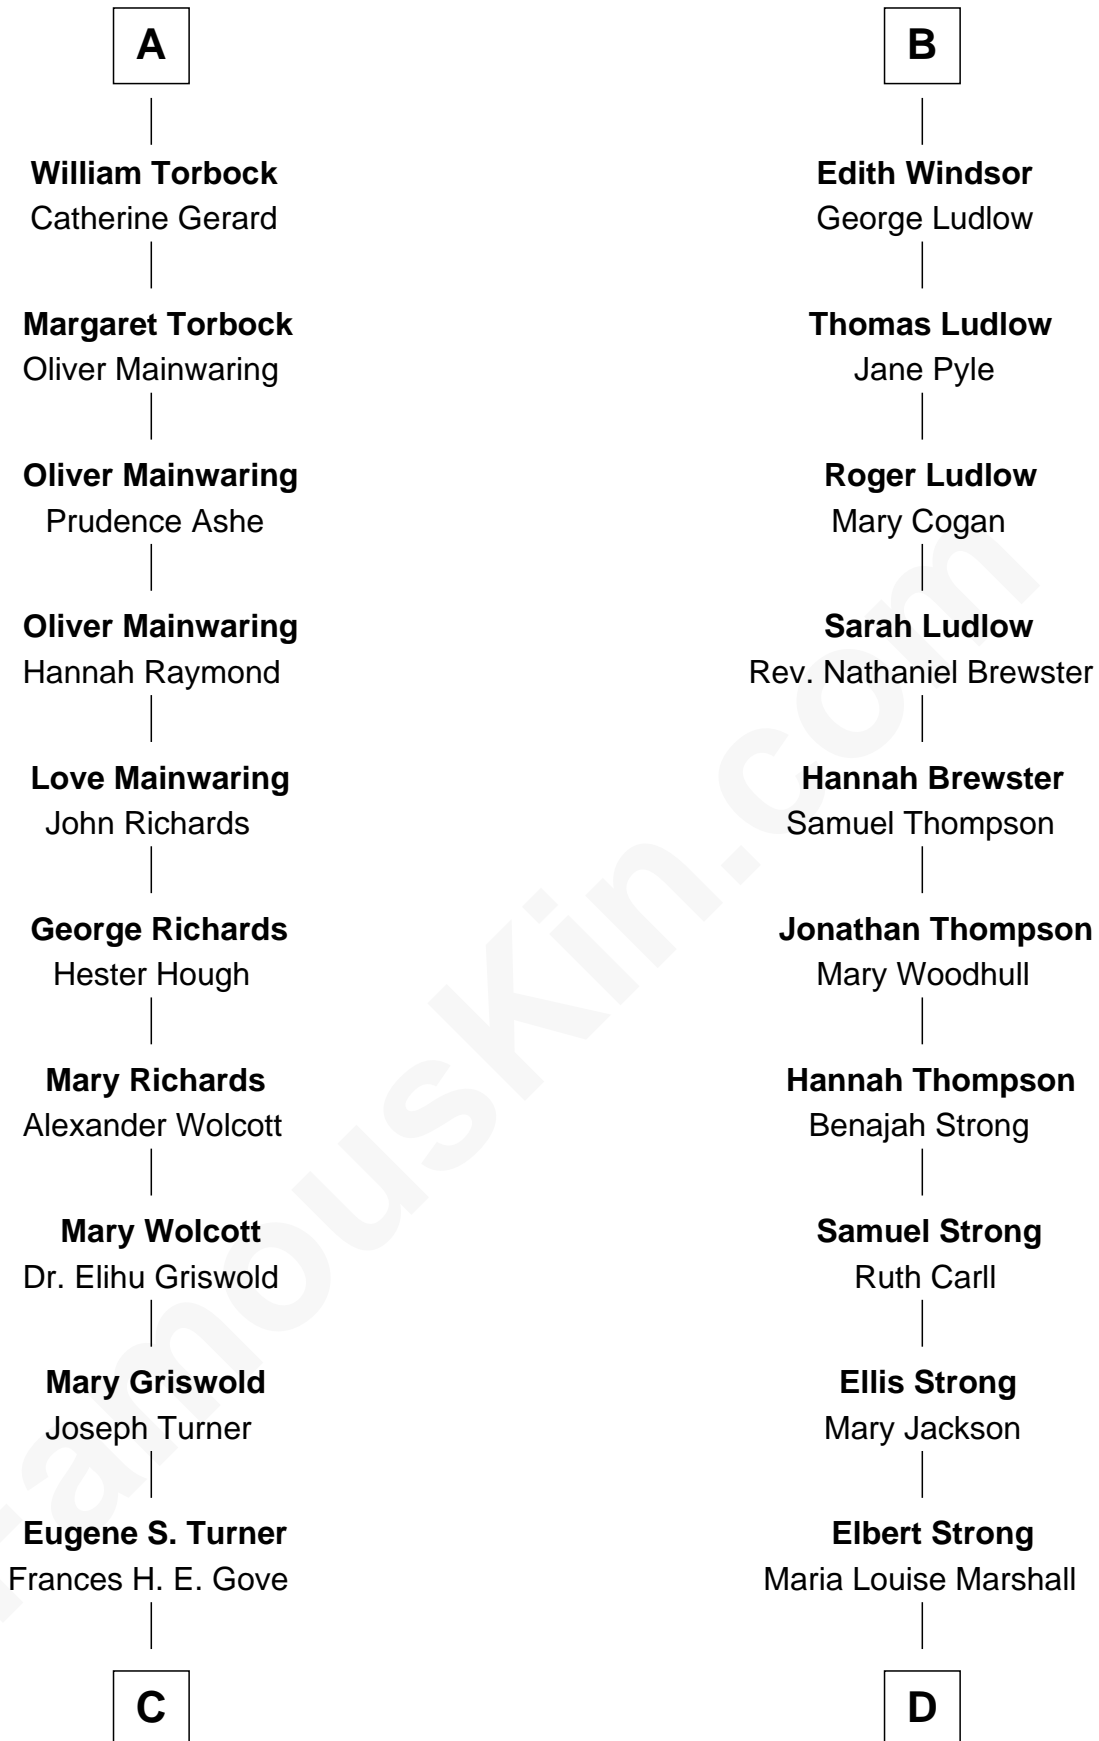 A
William Torbock
Catherine Gerard
Margaret Torbock
Oliver Mainwaring
Oliver Mainwaring
Prudence Ashe
Oliver Mainwaring
Hannah Raymond
Love Mainwaring
John Richards
George Richards
Hester Hough
Mary Richards
Alexander Wolcott
Mary Wolcott
Dr. Elihu Griswold
Mary Griswold
Joseph Turner
Eugene S. Turner
Frances H. E. Gove
C
B
Edith Windsor
George Ludlow
Thomas Ludlow
Jane Pyle
Roger Ludlow
Mary Cogan
Sarah Ludlow
Rev. Nathaniel Brewster
Hannah Brewster
Samuel Thompson
Jonathan Thompson
Mary Woodhull
Hannah Thompson
Benajah Strong
Samuel Strong
Ruth Carll
Ellis Strong
Mary Jackson
Elbert Strong
Maria Louise Marshall
D
FamousKin.com